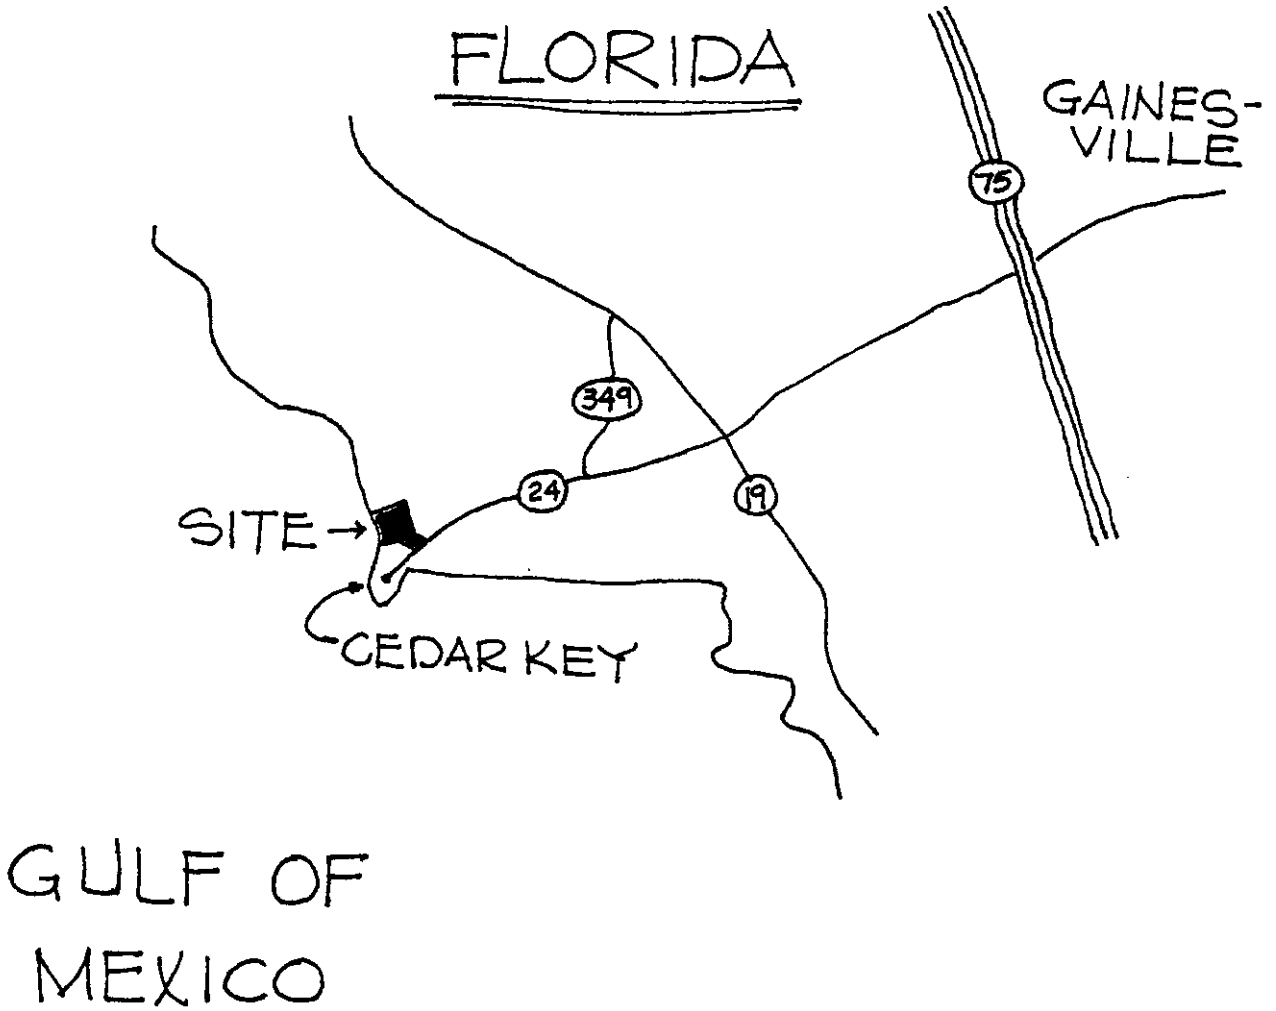 FLORIDA
GAINES-
VILLE
75
349
24
19
SITE
CEDAR KEY
GULF OF
MEXICO